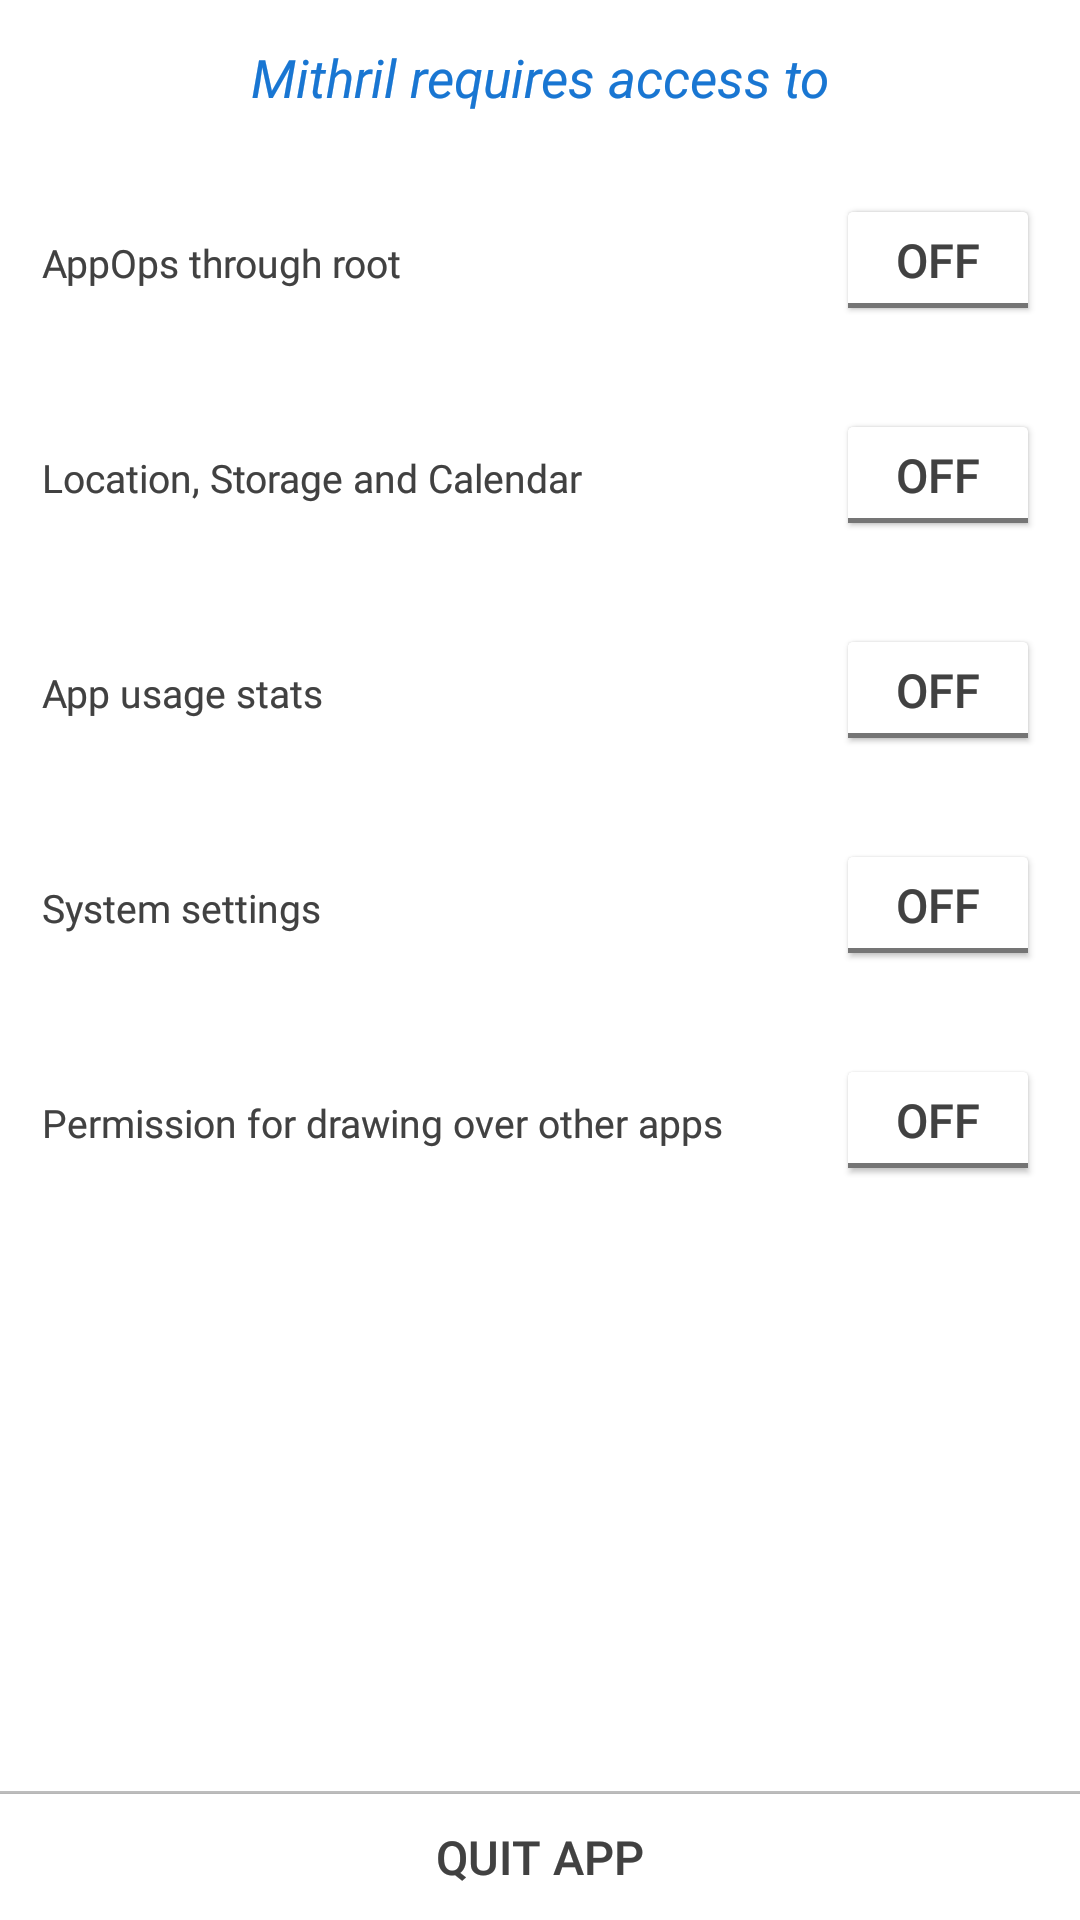 Mithril requires access to
AppOps through root
OFF
Location, Storage and Calendar
OFF
App usage stats
OFF
System settings
OFF
Permission for drawing over other apps
OFF
QUIT APP